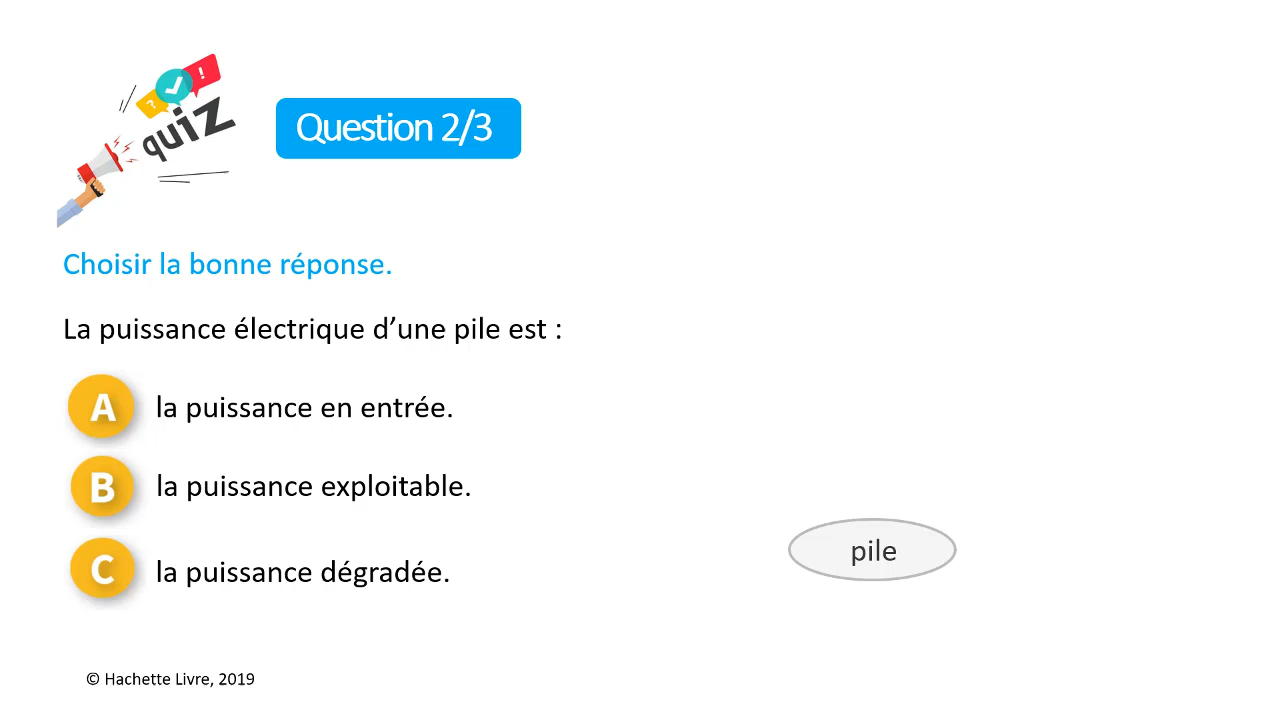 ?
!
quiz
Question 2/3
Choisir la bonne réponse.
La puissance électrique d’une pile est :
A la puissance en entrée.
B la puissance exploitable.
C la puissance dégradée.
pile
© Hachette Livre, 2019